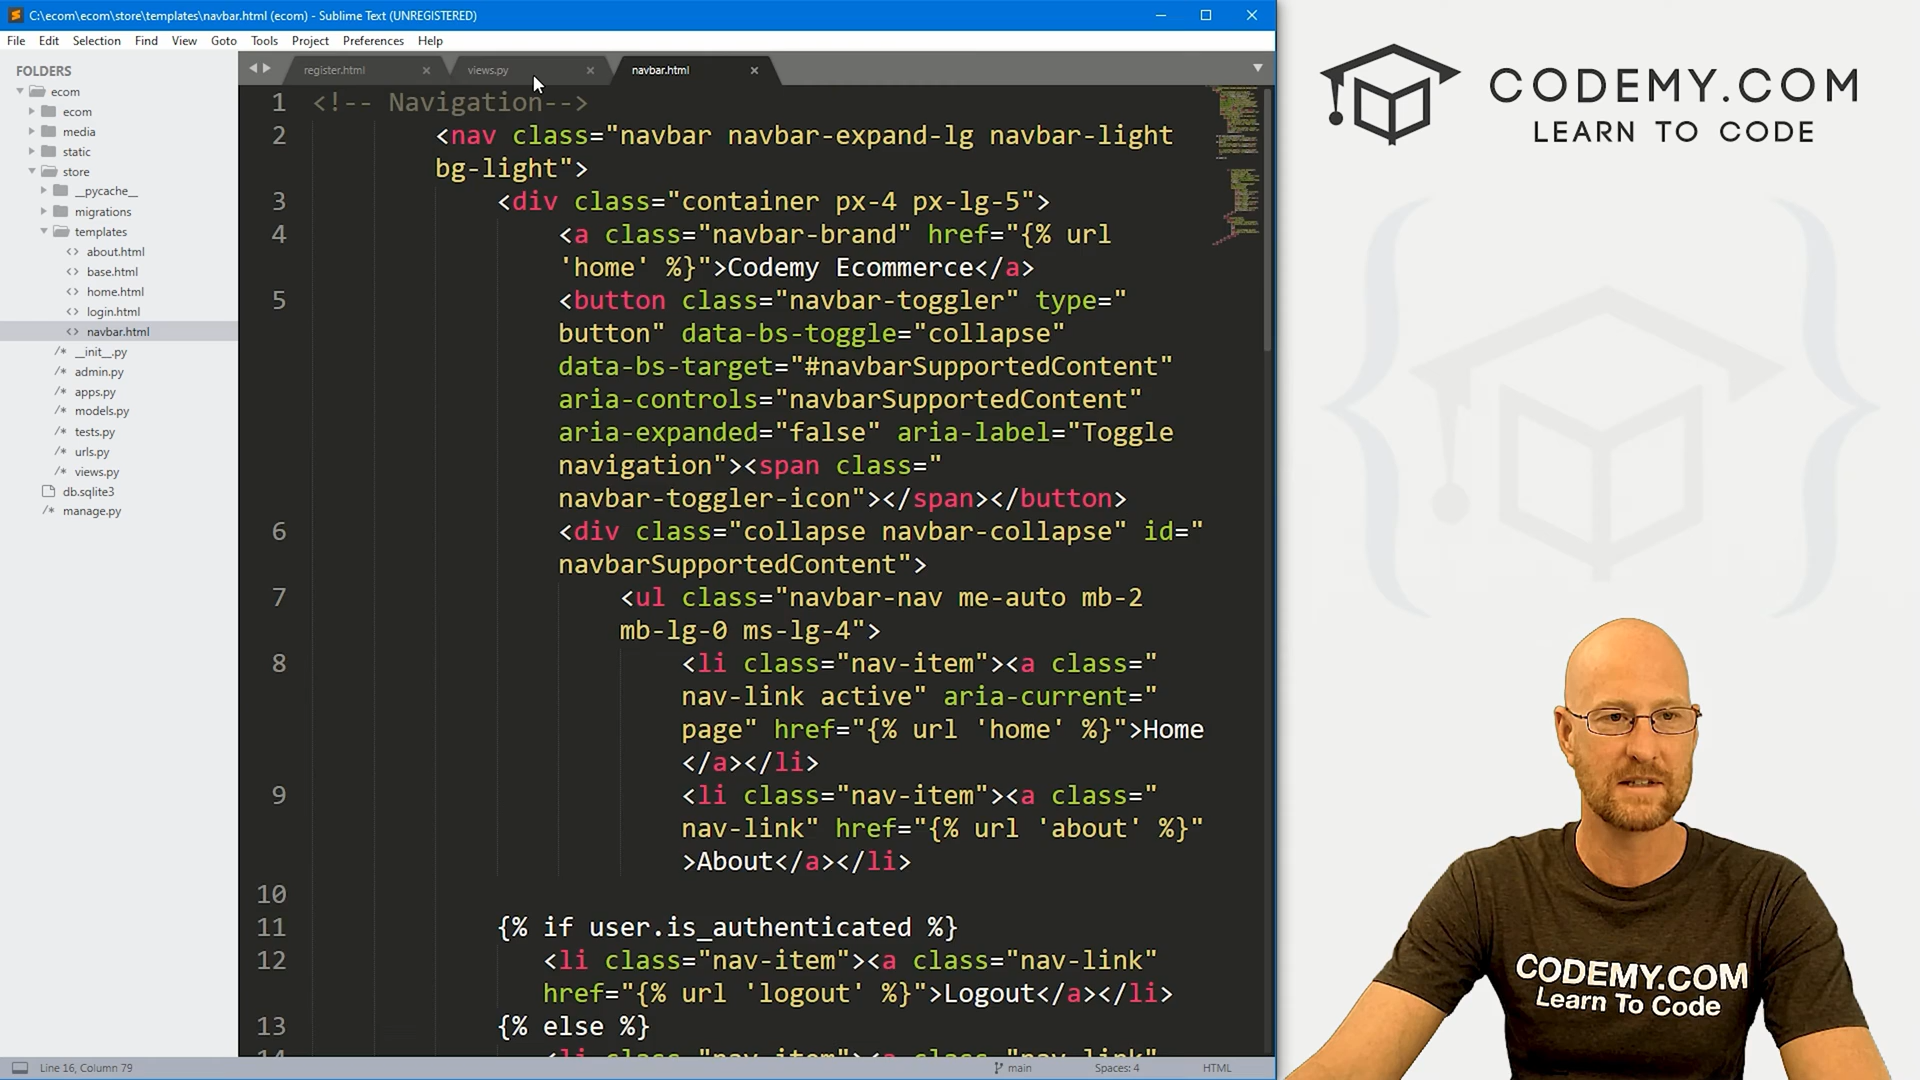 C:\ecom\ecom\store\templates\navbar.html (ecom) - Sublime Text (UNREGISTERED)
File Edit Selection Find View Goto Tools Project Preferences Help
FOLDERS
ecom
ecom
media
static
store
__pycache__
migrations
templates
<> about.html
<> base.html
<> home.html
<> login.html
<> navbar.html
/* __init__.py
/* admin.py
/* apps.py
/* models.py
/* tests.py
/* urls.py
/* views.py
db.sqlite3
/* manage.py
register.html × views.py × navbar.html ×
1 <!-- Navigation-->
2 <nav class="navbar navbar-expand-lg navbar-light
bg-light">
3 <div class="container px-4 px-lg-5">
4 <a class="navbar-brand" href="{% url
'home' %}">Codemy Ecommerce</a>
5 <button class="navbar-toggler" type="
button" data-bs-toggle="collapse"
data-bs-target="#navbarSupportedContent"
aria-controls="navbarSupportedContent"
aria-expanded="false" aria-label="Toggle
navigation"><span class="
navbar-toggler-icon"></span></button>
6 <div class="collapse navbar-collapse" id="
navbarSupportedContent">
7 <ul class="navbar-nav me-auto mb-2
mb-lg-0 ms-lg-4">
8 <li class="nav-item"><a class="
nav-link active" aria-current="
page" href="{% url 'home' %}">Home
</a></li>
9 <li class="nav-item"><a class="
nav-link" href="{% url 'about' %}"
>About</a></li>
10
11 {% if user.is_authenticated %}
12 <li class="nav-item"><a class="nav-link"
href="{% url 'logout' %}">Logout</a></li>
13 {% else %}
14 <li class="nav-item"><a class="nav-link"
Line 16, Column 79
main
Spaces: 4
HTML
CODEMY.COM
LEARN TO CODE
CODEMY.COM
Learn To Code